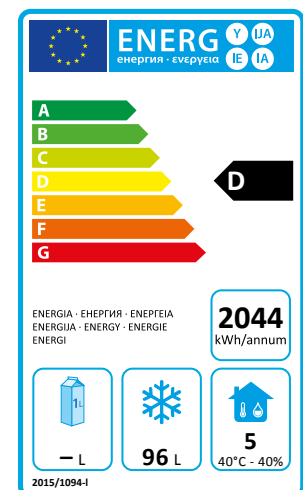 ENERG Y IJA
енергия · ενεργεια IE IA
A
B
C
D
D
E
F
G
ENERGIA · ЕНЕРГИЯ · ΕΝΕΡΓΕΙΑ
ENERGIJA · ENERGY · ENERGIE
ENERGI
2044
kWh/annum
1L
– L
96 L
5
40°C - 40%
2015/1094-I